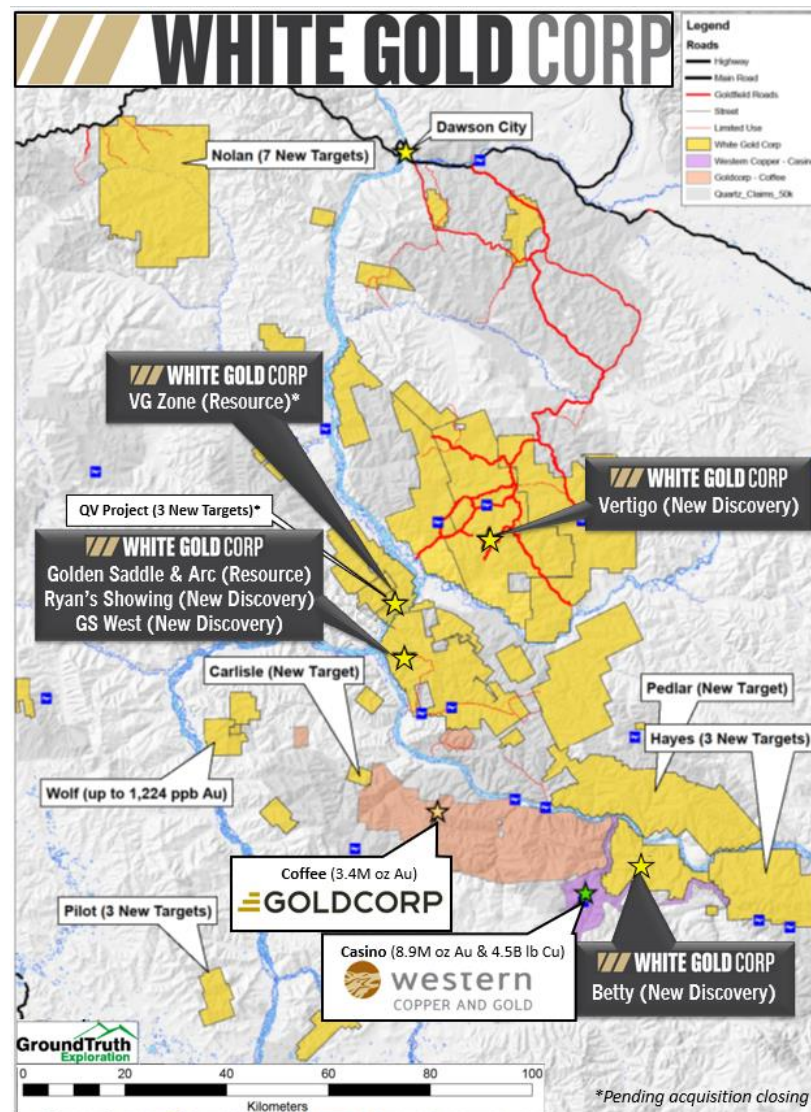 WHITE GOLD CORP
Legend
Roads
Highway
Main Road
Goldfield Roads
Street
Limited Use
White Gold Corp
Western Copper - Casin
Goldcorp - Coffee
Quartz_Claims_50k
Dawson City
Nolan (7 New Targets)
WHITE GOLD CORP
VG Zone (Resource)*
WHITE GOLD CORP
Vertigo (New Discovery)
QV Project (3 New Targets)*
WHITE GOLD CORP
Golden Saddle & Arc (Resource)
Ryan's Showing (New Discovery)
GS West (New Discovery)
Carlisle (New Target)
Pedlar (New Target)
Hayes (3 New Targets)
Wolf (up to 1,224 ppb Au)
Coffee (3.4M oz Au)
GOLDCORP
Pilot (3 New Targets)
Casino (8.9M oz Au & 4.5B lb Cu)
western
COPPER AND GOLD
WHITE GOLD CORP
Betty (New Discovery)
GroundTruth
Exploration
0 20 40 60 80 100
Kilometers
*Pending acquisition closing